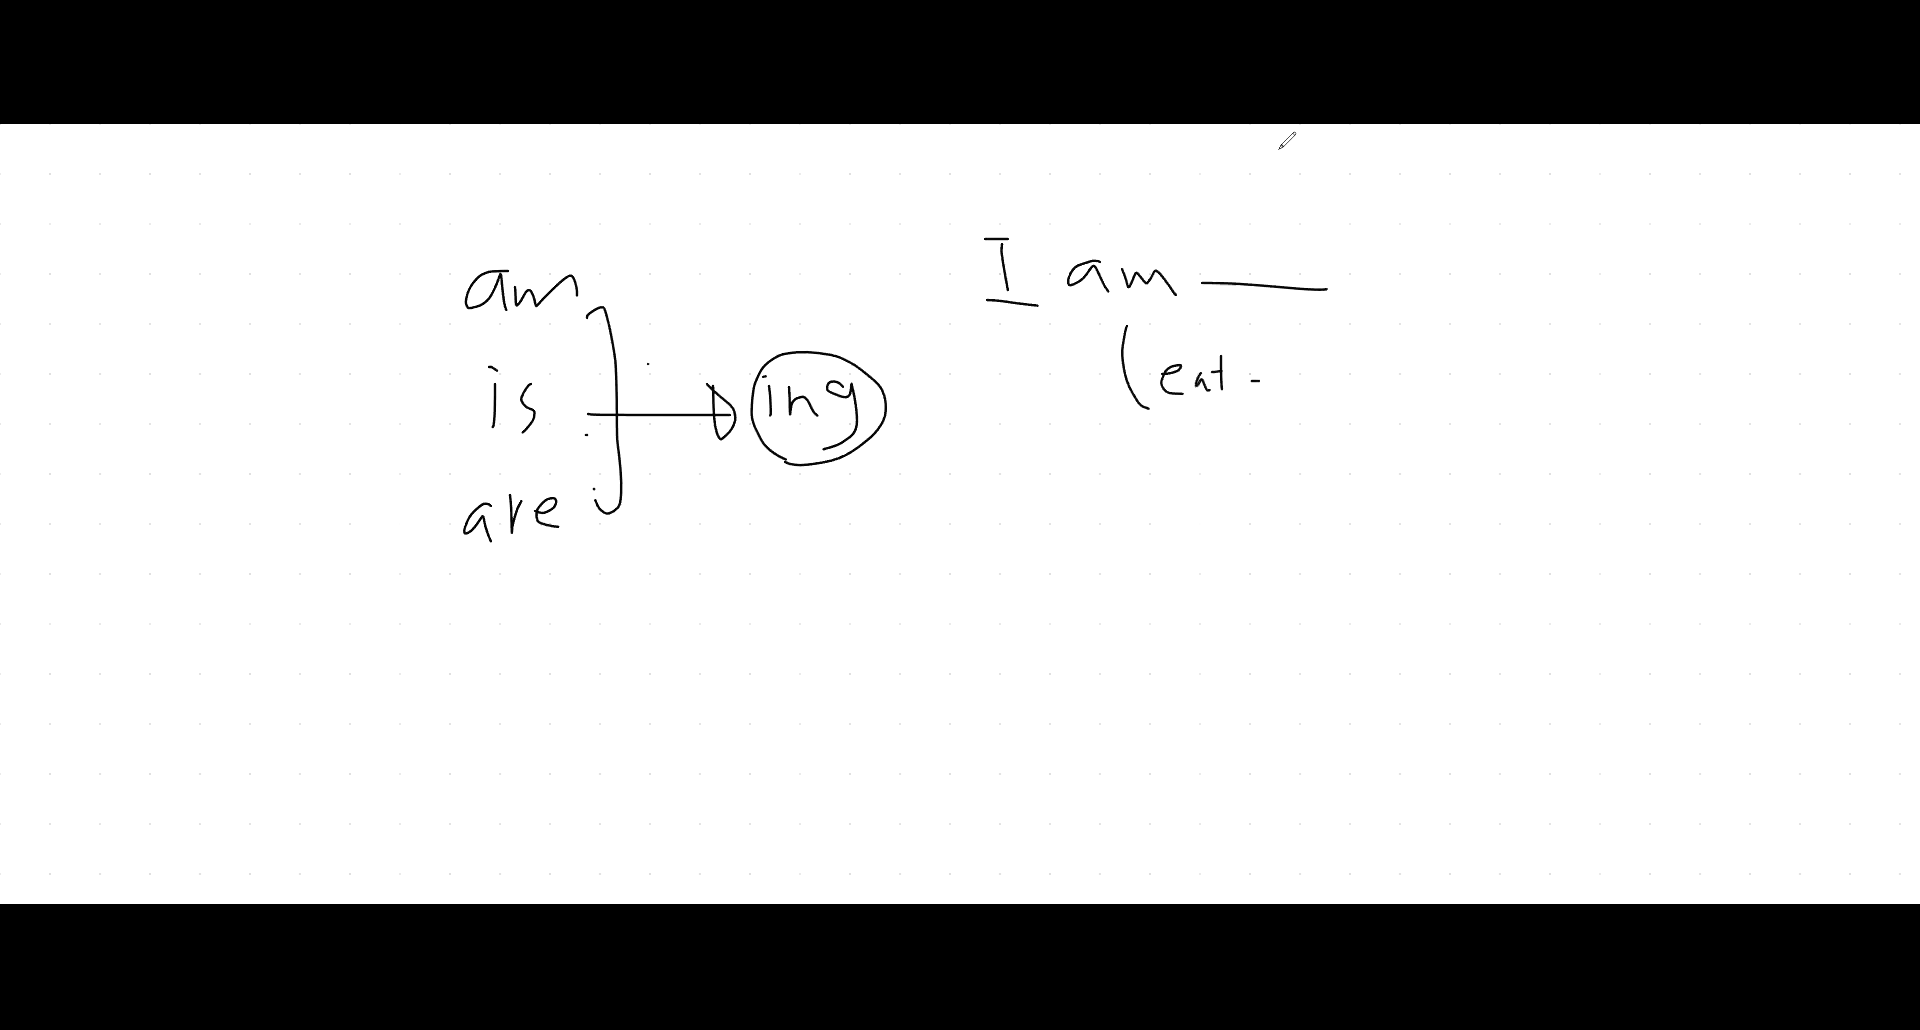 am
is
are
ing
I am ——
(eat -